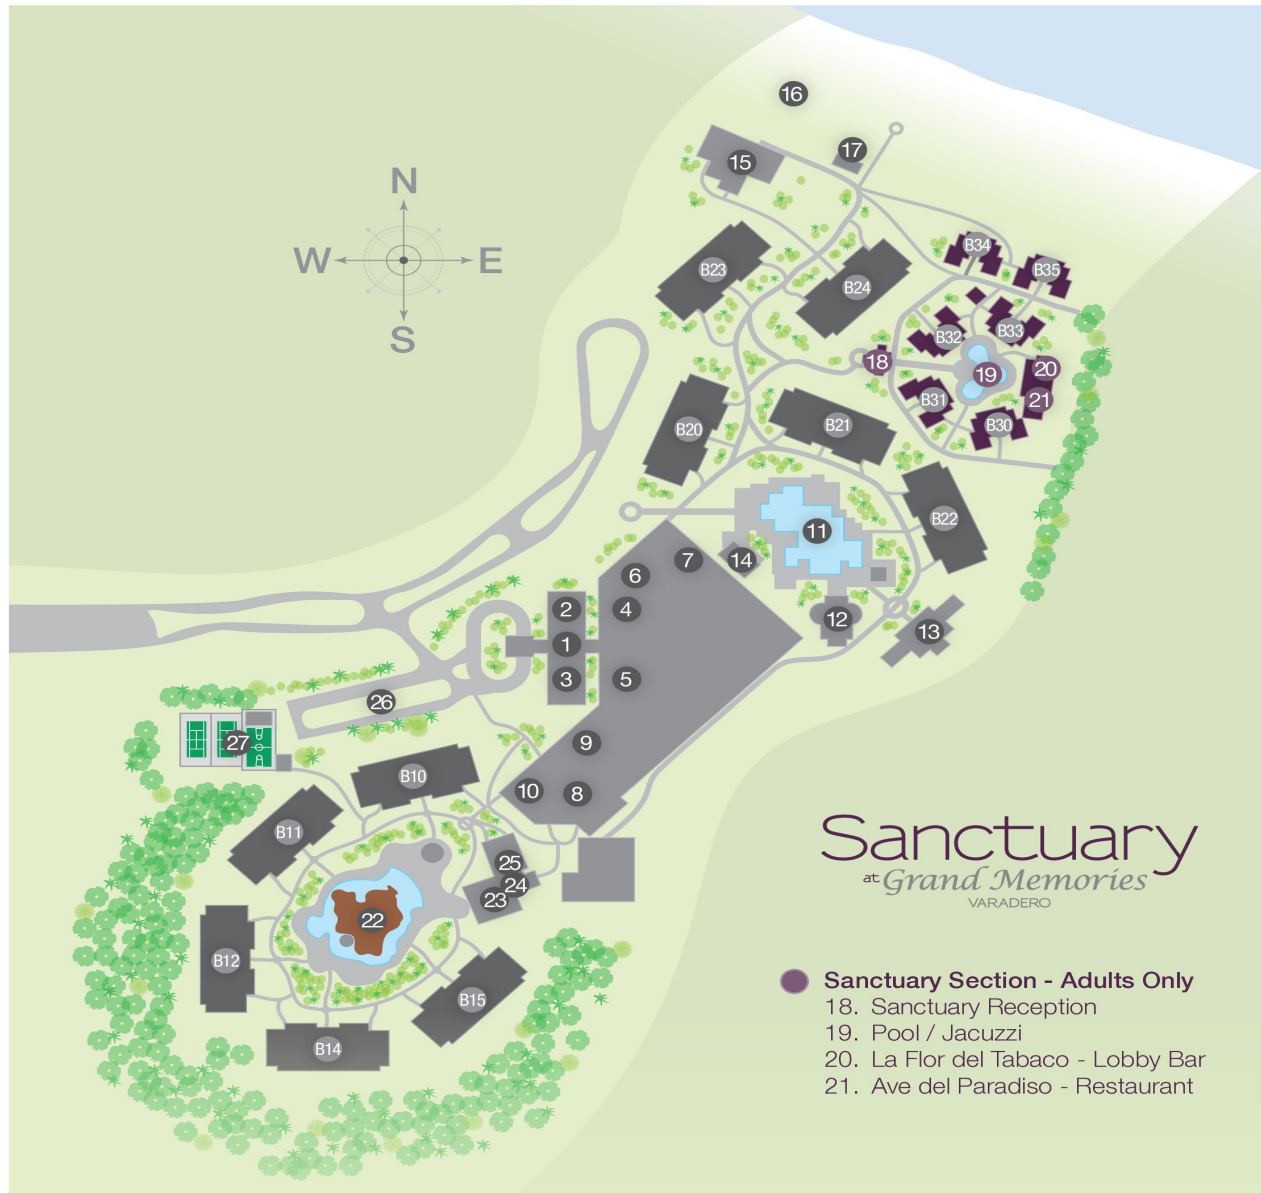 16
17
15
N
W E
S
B34
B35
B23
B24
B33
B32
18
19
20
B31
21
B20
B21
B30
B22
11
7
14
6
2
4
12
13
1
3
5
26
27
9
B10
10
8
B11
25
24
23
22
B12
B15
B14
Sanctuary
at Grand Memories
VARADERO
Sanctuary Section - Adults Only
18. Sanctuary Reception
19. Pool / Jacuzzi
20. La Flor del Tabaco - Lobby Bar
21. Ave del Paradiso - Restaurant